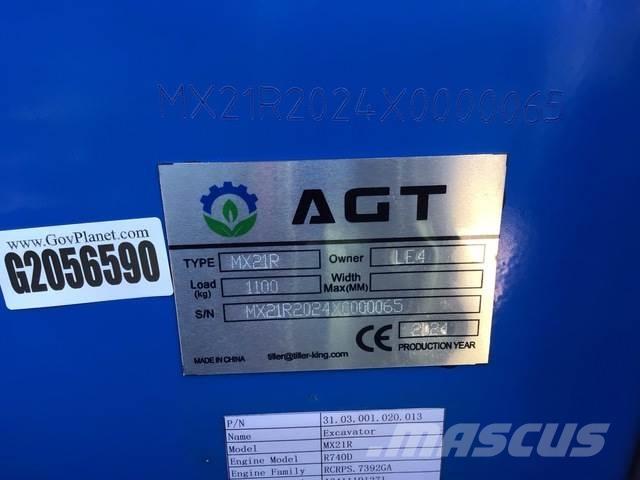 MX21R2024X0000065
AGT
www.GovPlanet.com
G2056590
TYPE MX21R Owner LE4
Load (kg) 1100 Width Max(MM)
S/N MX21R2024X0000065
CE 2024
MADE IN CHINA tiller@tiller-king.com PRODUCTION YEAR
P/N 31.03.001.020.013
Name Excavator
Model MX21R
Engine Model R740D
Engine Family RCRPS.7392GA
MASCUS